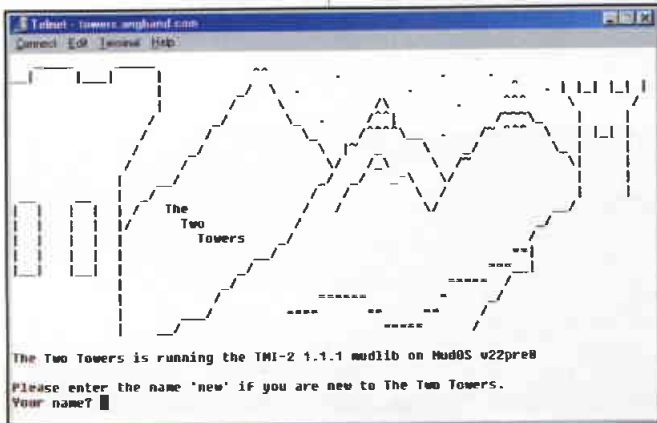 Telnet - towers.angband.com
Connect Edit Terminal Help
The
Two
Towers
The Two Towers is running the TMI-2 1.1.1 mudlib on MudOS v22pre8
Please enter the name 'new' if you are new to The Two Towers.
Your name?